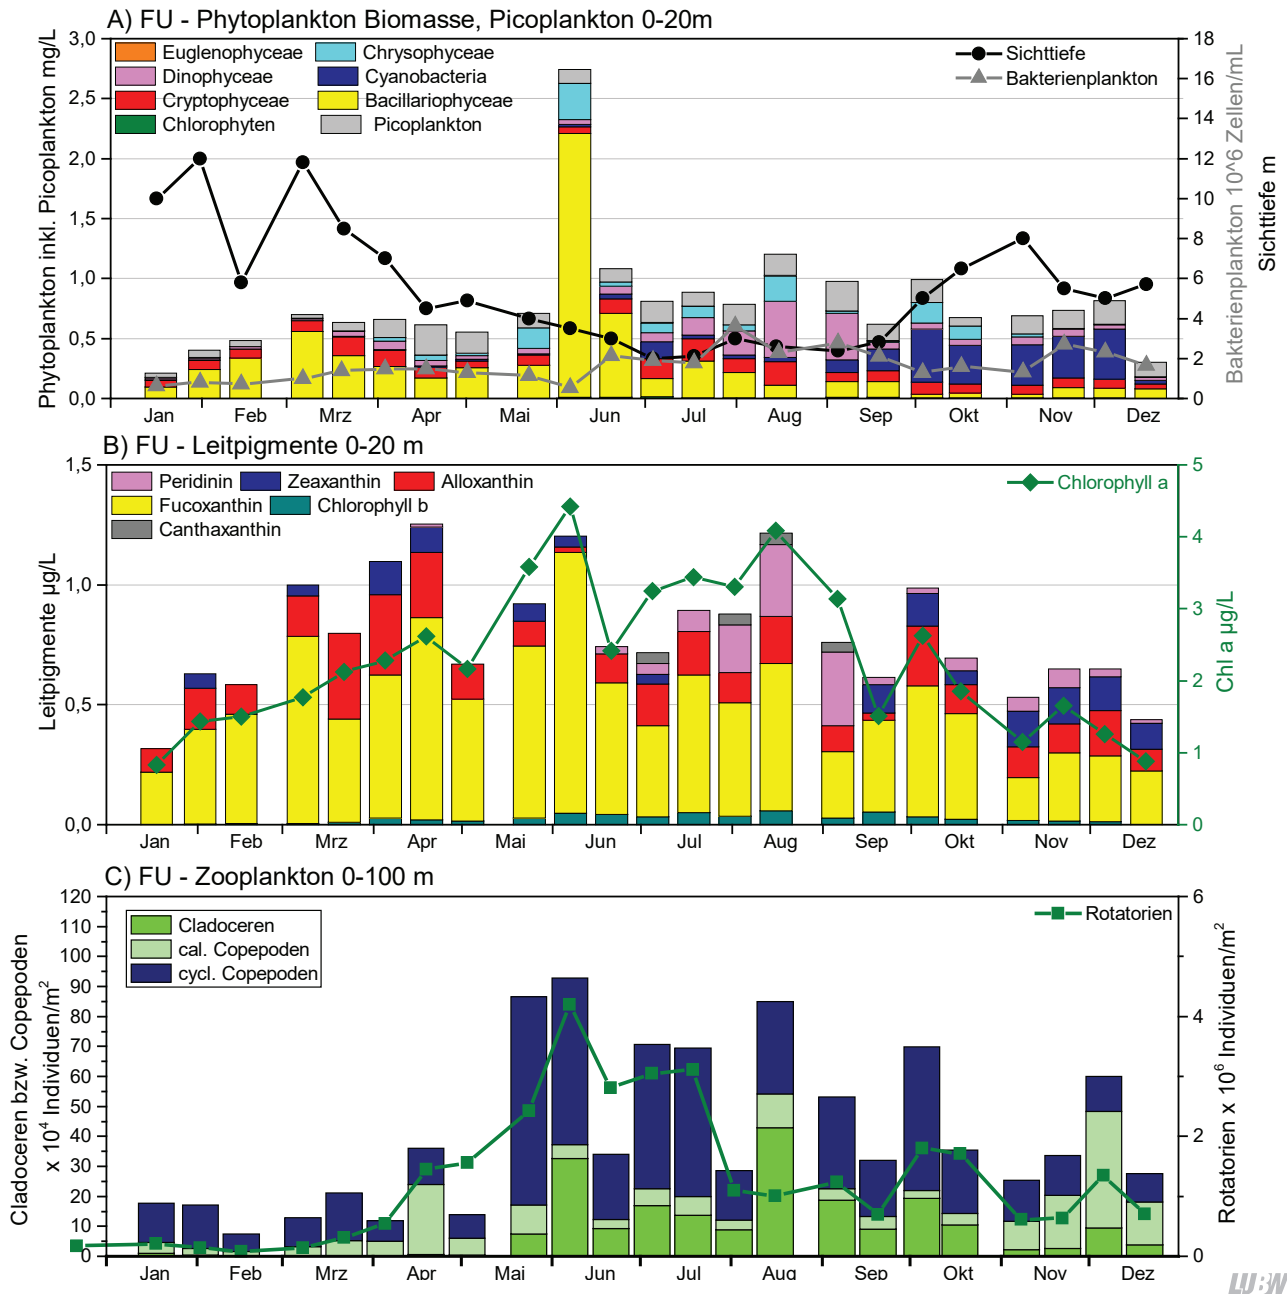 A) FU - Phytoplankton Biomasse, Picoplankton 0-20m
Phytoplankton inkl. Picoplankton mg/L
3,0
2,5
2,0
1,5
1,0
0,5
0,0
Euglenophyceae
Chrysophyceae
Dinophyceae
Cyanobacteria
Cryptophyceae
Bacillariophyceae
Chlorophyten
Picoplankton
Sichttiefe
Bakterienplankton
18
16
14
12
10
8
6
4
2
0
Bakterienplankton 10^6 Zellen/mL
Sichttiefe m
Jan Feb Mrz Apr Mai Jun Jul Aug Sep Okt Nov Dez
B) FU - Leitpigmente 0-20 m
Leitpigmente µg/L
1,5
1,0
0,5
0,0
Peridinin Zeaxanthin Alloxanthin
Fucoxanthin Chlorophyll b
Canthaxanthin
Chlorophyll a
5
4
3
2
1
0
Chl a µg/L
Jan Feb Mrz Apr Mai Jun Jul Aug Sep Okt Nov Dez
C) FU - Zooplankton 0-100 m
Cladoceren bzw. Copepoden
x 10⁴ Individuen/m²
120
110
100
90
80
70
60
50
40
30
20
10
0
Cladoceren
cal. Copepoden
cycl. Copepoden
Rotatorien
6
4
2
0
Rotatorien x 10⁶ Individuen/m²
Jan Feb Mrz Apr Mai Jun Jul Aug Sep Okt Nov Dez
LUBW